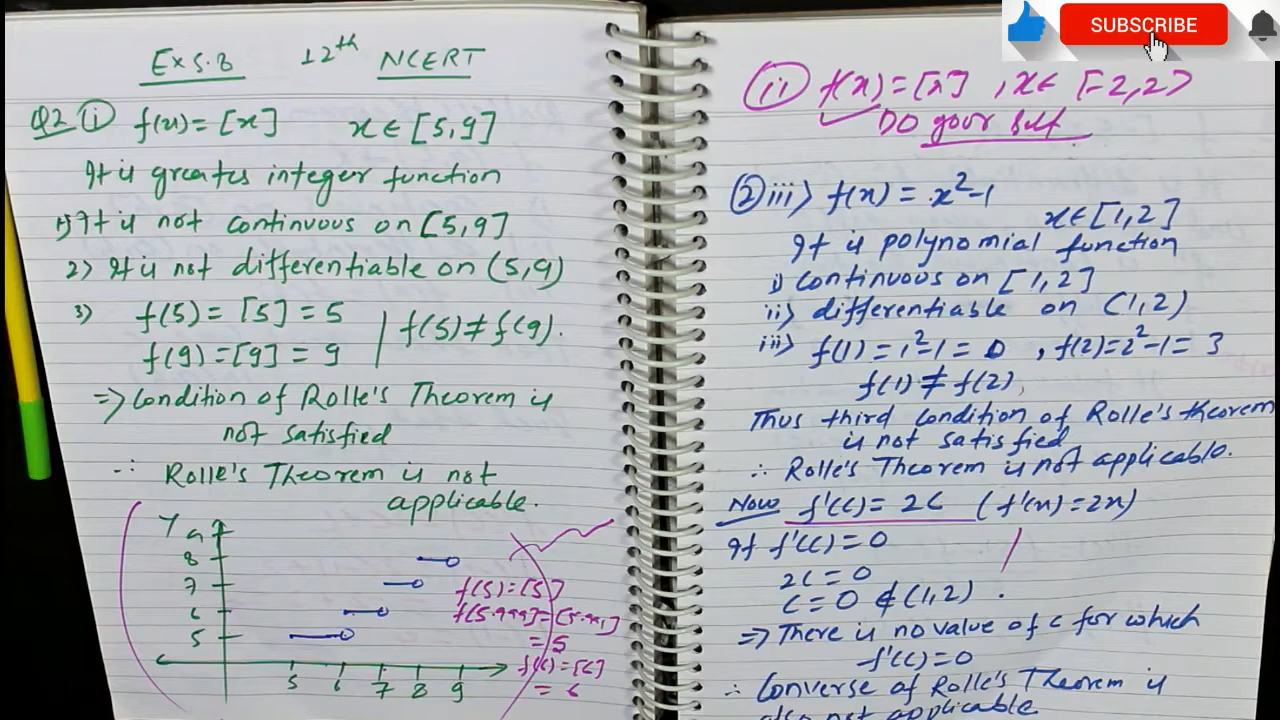 Ex 5.8 12th NCERT
Q2 (i) f(x) = [x] x ∈ [5,9]
It is greates integer function
1) It is not continuous on [5,9]
2) It is not differentiable on (5,9)
3) f(5) = [5] = 5
f(9) = [9] = 9
f(5) ≠ f(9).
⇒ Condition of Rolle's Theorem is
not satisfied
∴ Rolle's Theorem is not
applicable.
Y
9
8
7
6
5
5 6 7 8 9
f(5) = [5]
= 5
= 6
SUBSCRIBE
(ii) f(x) = [x] , x ∈ [-2,2)
Do your self
(2) iii) f(x) = x²-1
x ∈ [1,2]
It is polynomial function
i) continuous on [1,2]
ii) differentiable on (1,2)
iii) f(1) = 1²-1 = 0 , f(2) = 2²-1 = 3
f(1) ≠ f(2),
Thus third condition of Rolle's theorem
is not satisfied
∴ Rolle's Theorem is not applicable.
Now f'(c) = 2c (f'(x) = 2x)
If f'(c) = 0
2c = 0
c = 0 ∉ (1,2) .
⇒ There is no value of c for which
f'(c) = 0
∴ Converse of Rolle's Theorem is
also not applicable